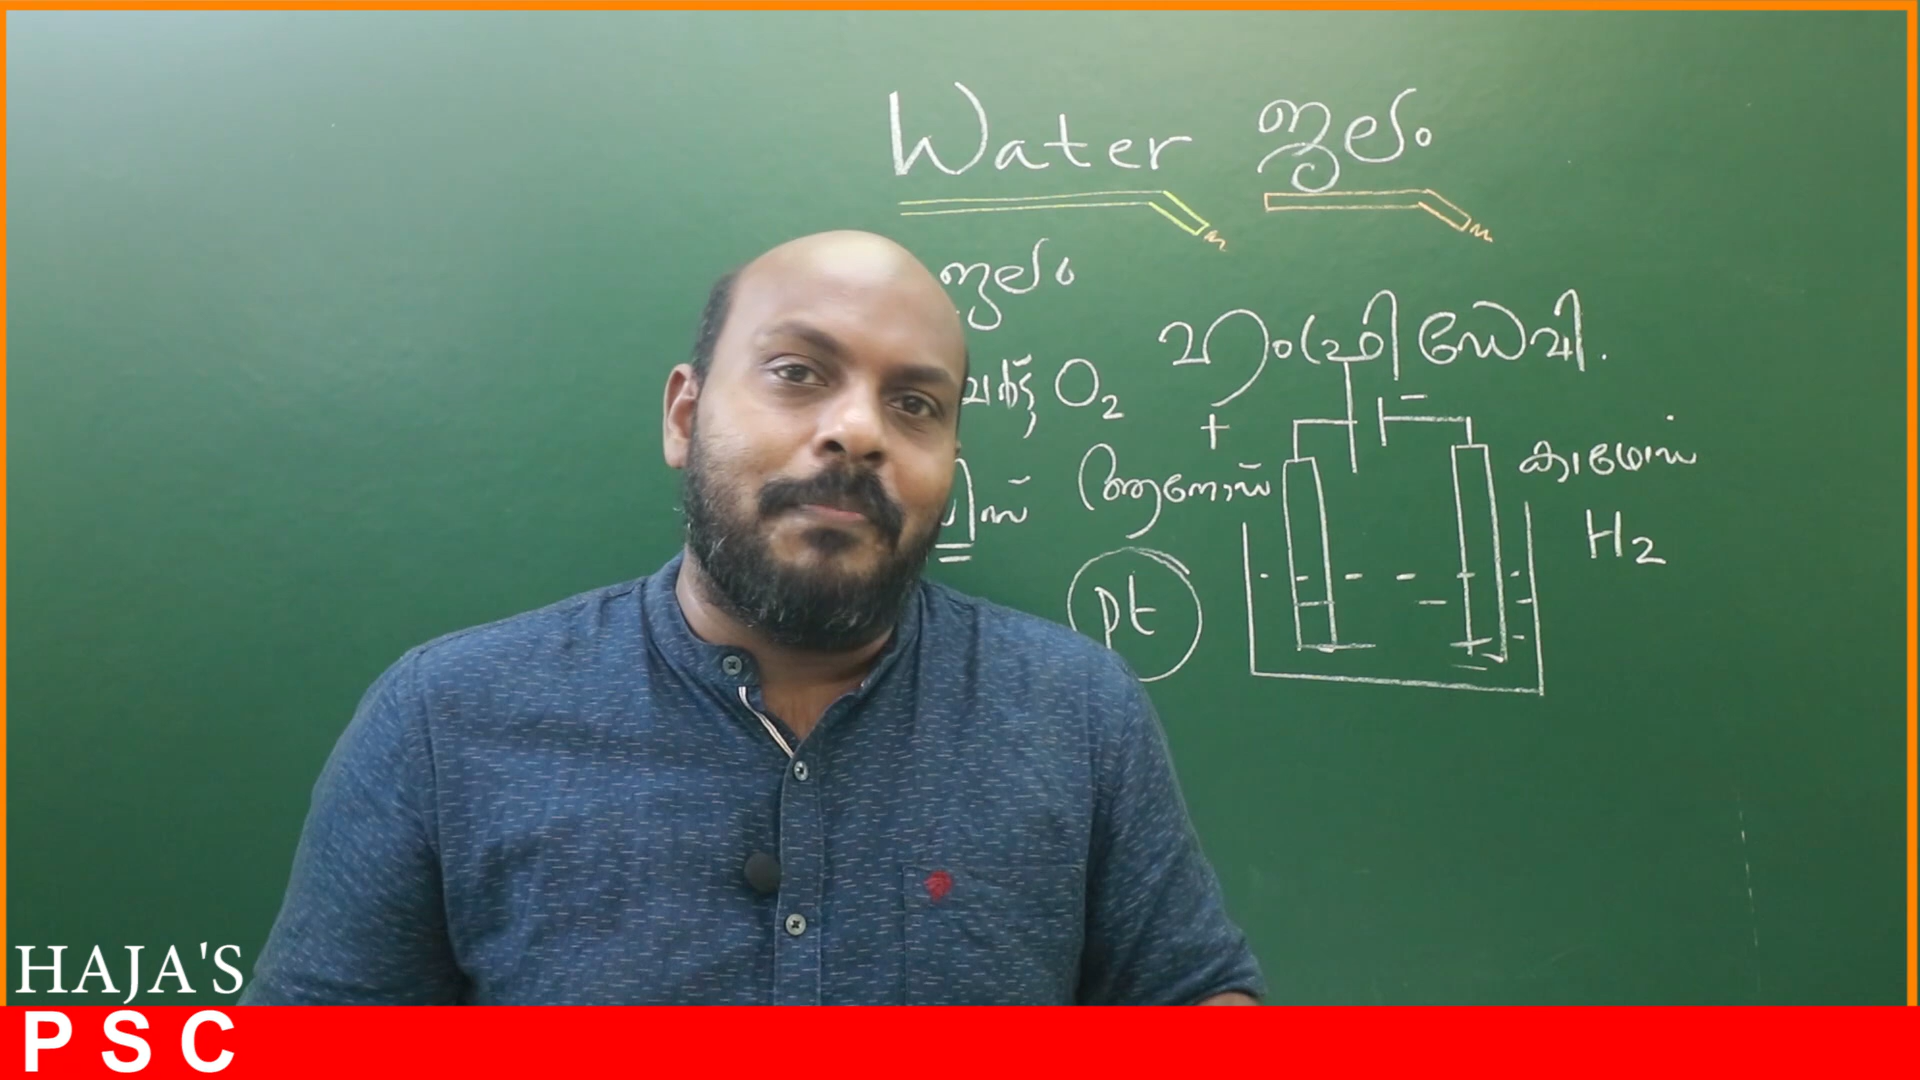 Water ജലം
ജലം
ഹംഫ്രി ഡേവി.
O2
+ -
ആനോഡ്
കാഥോഡ്
H2
pt
HAJA'S
PSC